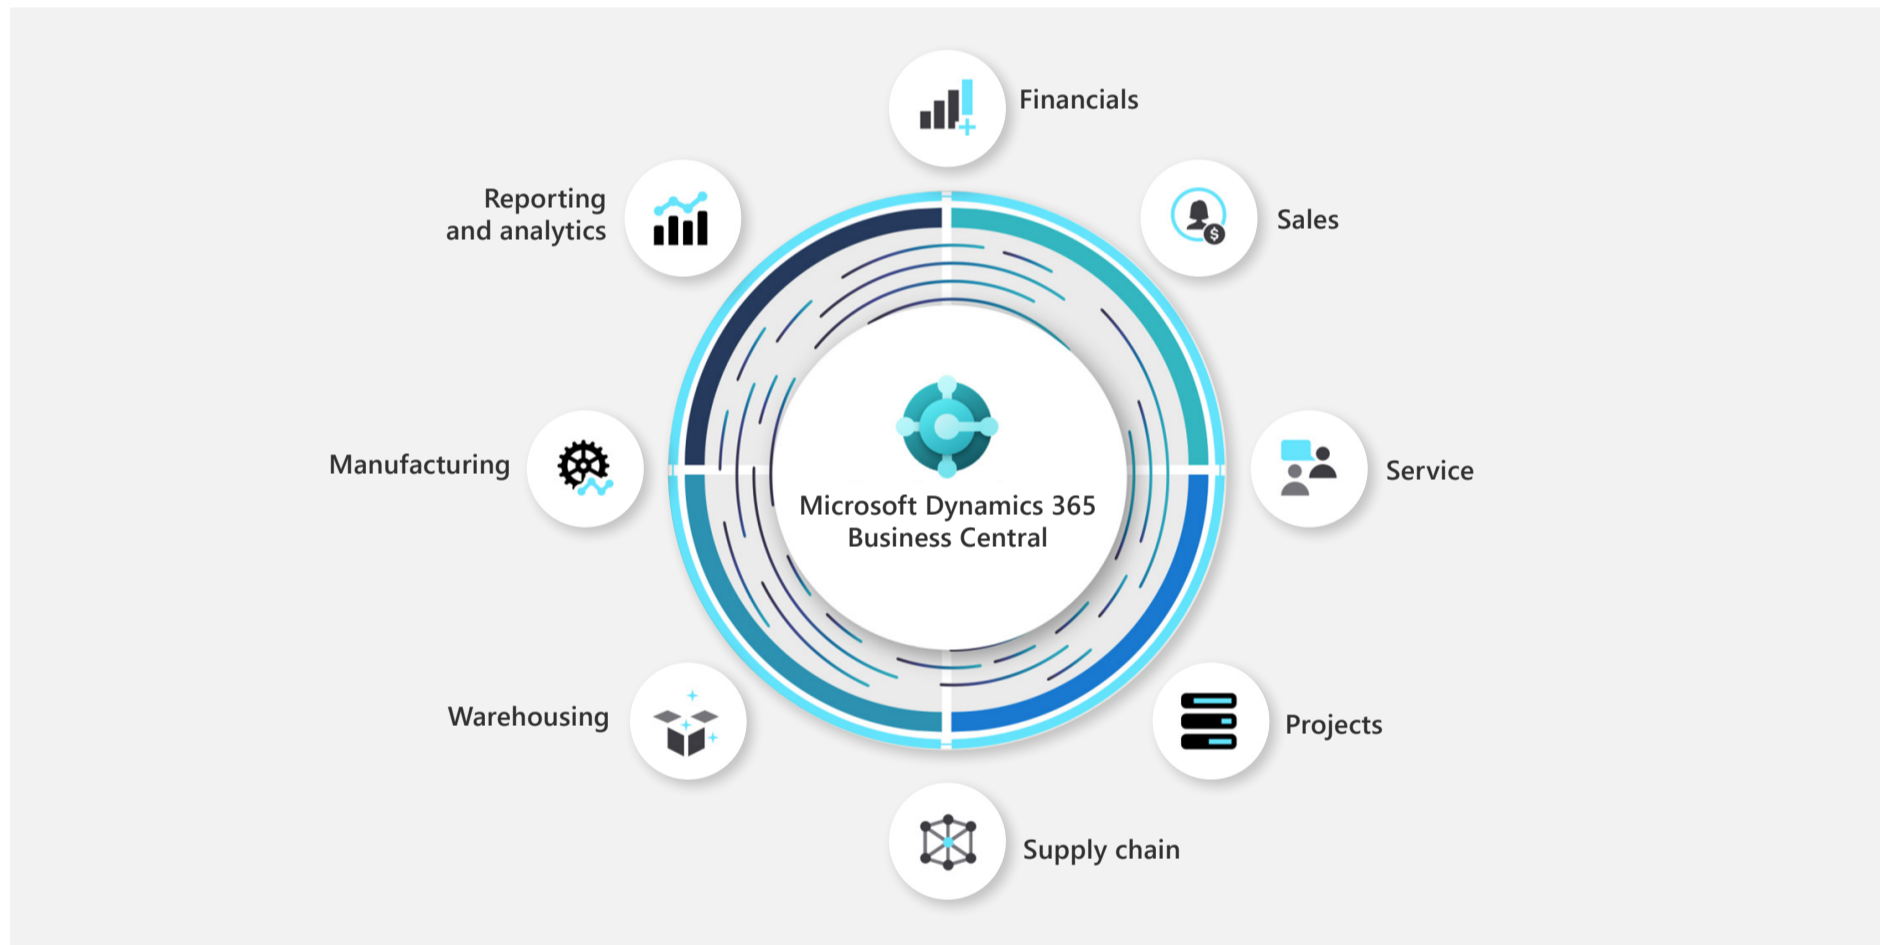 Financials
Reporting
and analytics
Sales
Manufacturing
Service
Microsoft Dynamics 365
Business Central
Warehousing
Projects
Supply chain